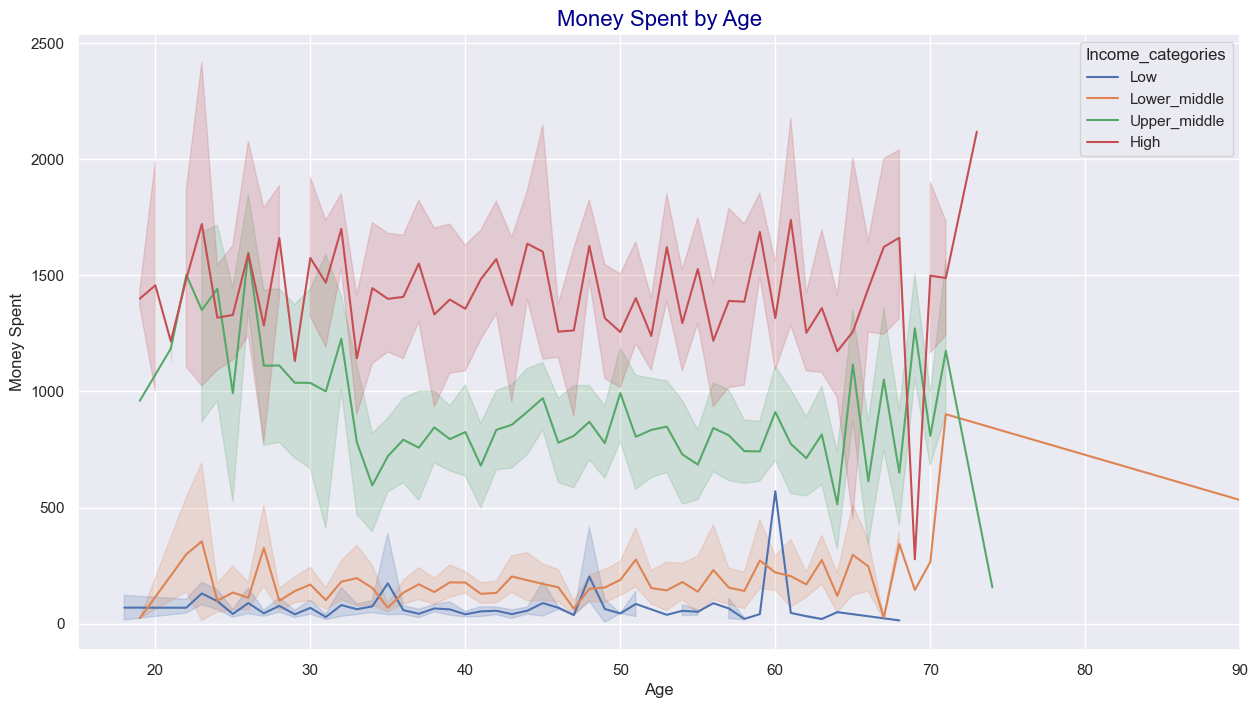 Money Spent by Age
2500
2000
1500
1000
500
0
Money Spent
Income_categories
Low
Lower_middle
Upper_middle
High
20 30 40 50 60 70 80 90
Age